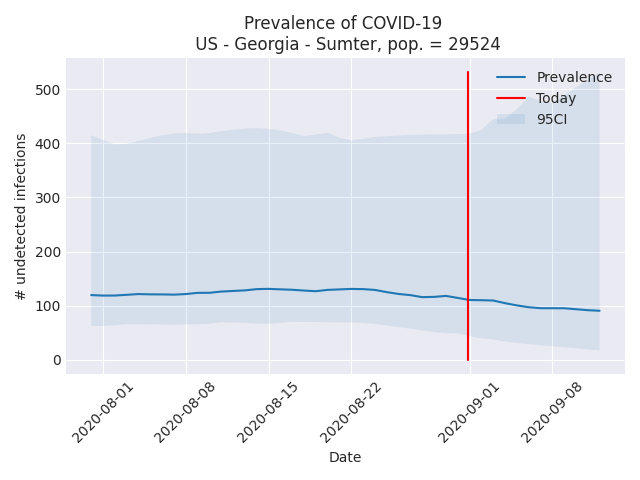 Prevalence of COVID-19
US - Georgia - Sumter, pop. = 29524
# undetected infections
500
400
300
200
100
0
Prevalence
Today
95CI
2020-08-01
2020-08-08
2020-08-15
2020-08-22
2020-09-01
2020-09-08
Date